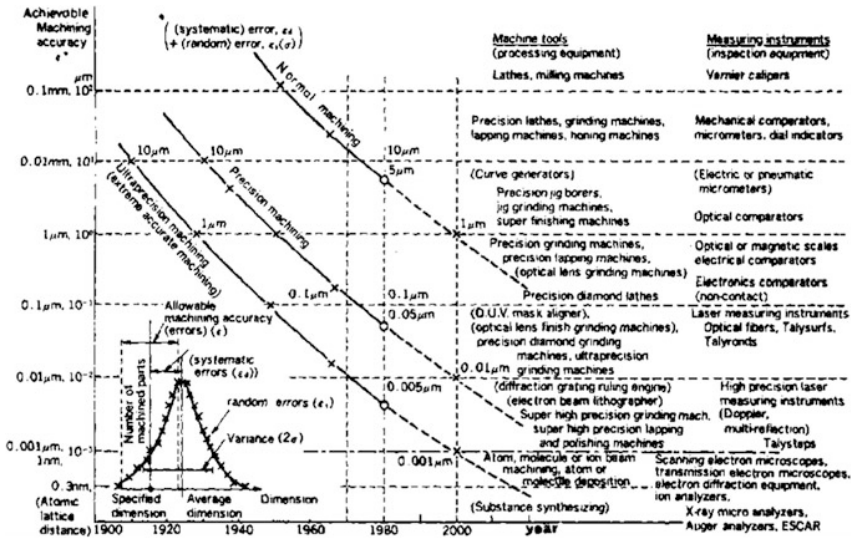 Achievable
Machining
accuracy
ε*
* ( (systematic) error, εd
+ (random) error, εs(σ) )
Machine tools
(processing equipment)
Measuring instruments
(inspection equipment)
μm
0.1mm, 10²
0.01mm, 10¹
1μm, 10⁰
0.1μm, 10⁻¹
0.01μm, 10⁻²
0.001μm, 10⁻³
1nm,
0.3nm,
(Atomic
lattice
distance)
Normal machining
Precision machining
Ultraprecision machining
(extreme accurate machining)
10μm
10μm
10μm
5μm
1μm
1μm
0.1μm
0.1μm
0.05μm
0.01μm
0.005μm
0.001μm
Lathes, milling machines
Vernier calipers
Precision lathes, grinding machines,
lapping machines, honing machines
Mechanical comparators,
micrometers, dial indicators
(Curve generators)
Precision jig borers,
jig grinding machines,
super finishing machines
(Electric or pneumatic
micrometers)
Optical comparators
Precision grinding machines,
precision lapping machines,
(optical lens grinding machines)
Optical or magnetic scales
electrical comparators
Precision diamond lathes
Electronics comparators
(non-contact)
(D.U.V. mask aligner),
(optical lens finish grinding machines),
precision diamond grinding
machines, ultraprecision
grinding machines
Laser measuring instruments
Optical fibers, Talysurfs,
Talyronds
(diffraction grating ruling engine)
(electron beam lithographer)
Super high precision grinding mach.
super high precision lapping
and polishing machines
High precision laser
measuring instruments
(Doppler,
multi-reflection)
Talysteps
Atom, molecule or ion beam
machining, atom or
molecule deposition
Scanning electron microscopes,
transmission electron microscopes,
electron diffraction equipment,
ion analyzers.
(Substance synthesizing)
X-ray micro analyzers,
Auger analyzers, ESCAR
Allowable
machining accuracy
(errors) (ε)
(systematic
errors (εd))
random errors (εs)
Variance (2σ)
Number of
machined parts
Specified
dimension
Average
dimension
Dimension
1900 1920 1940 1960 1980 2000 year